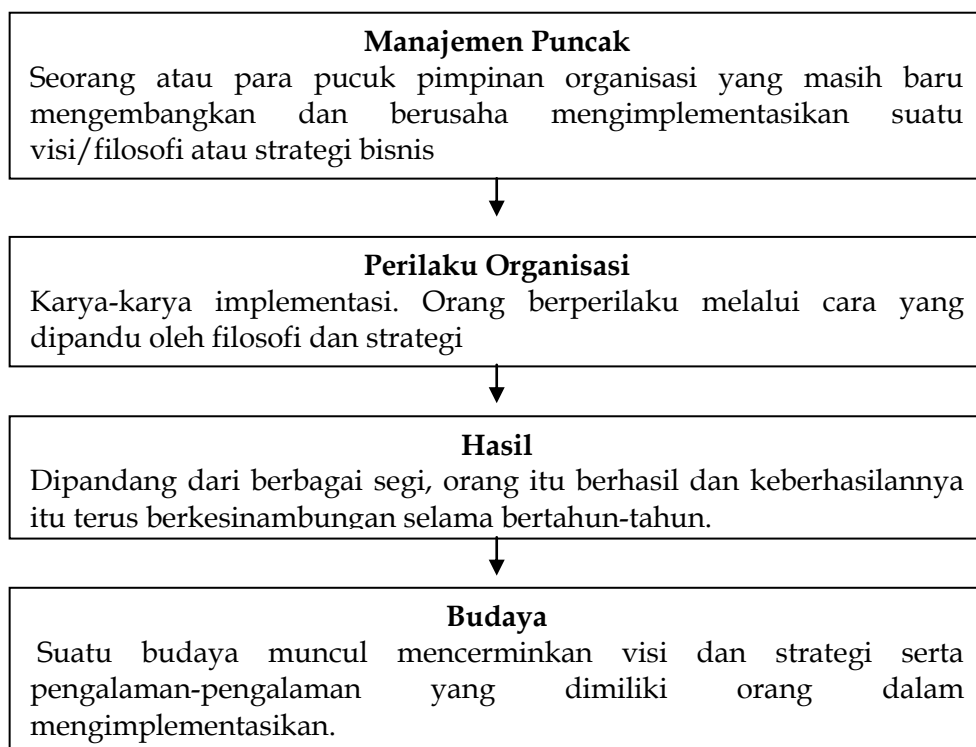 Manajemen Puncak
Seorang atau para pucuk pimpinan organisasi yang masih baru
mengembangkan dan berusaha mengimplementasikan suatu
visi/filosofi atau strategi bisnis
Perilaku Organisasi
Karya-karya implementasi. Orang berperilaku melalui cara yang
dipandu oleh filosofi dan strategi
Hasil
Dipandang dari berbagai segi, orang itu berhasil dan keberhasilannya
itu terus berkesinambungan selama bertahun-tahun.
Budaya
Suatu budaya muncul mencerminkan visi dan strategi serta
pengalaman-pengalaman yang dimiliki orang dalam
mengimplementasikan.